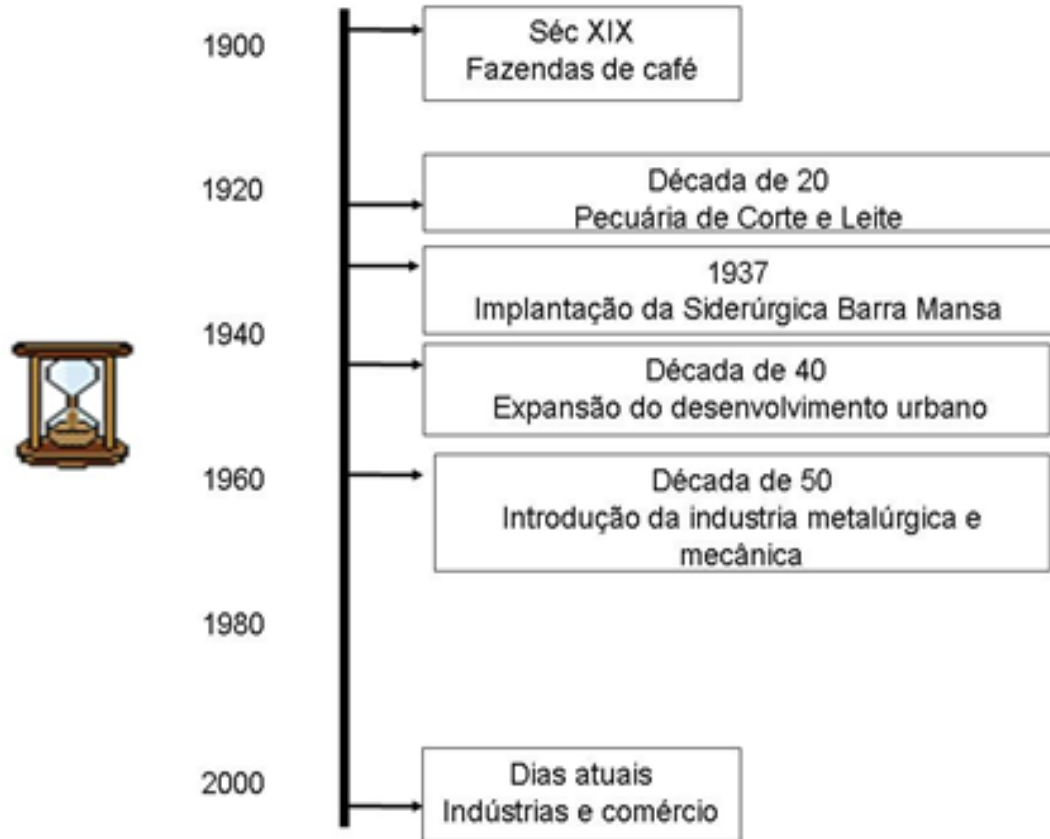 1900
Séc XIX
Fazendas de café
1920
Década de 20
Pecuária de Corte e Leite
1937
Implantação da Siderúrgica Barra Mansa
1940
Década de 40
Expansão do desenvolvimento urbano
1960
Década de 50
Introdução da industria metalúrgica e
mecânica
1980
2000
Dias atuais
Indústrias e comércio